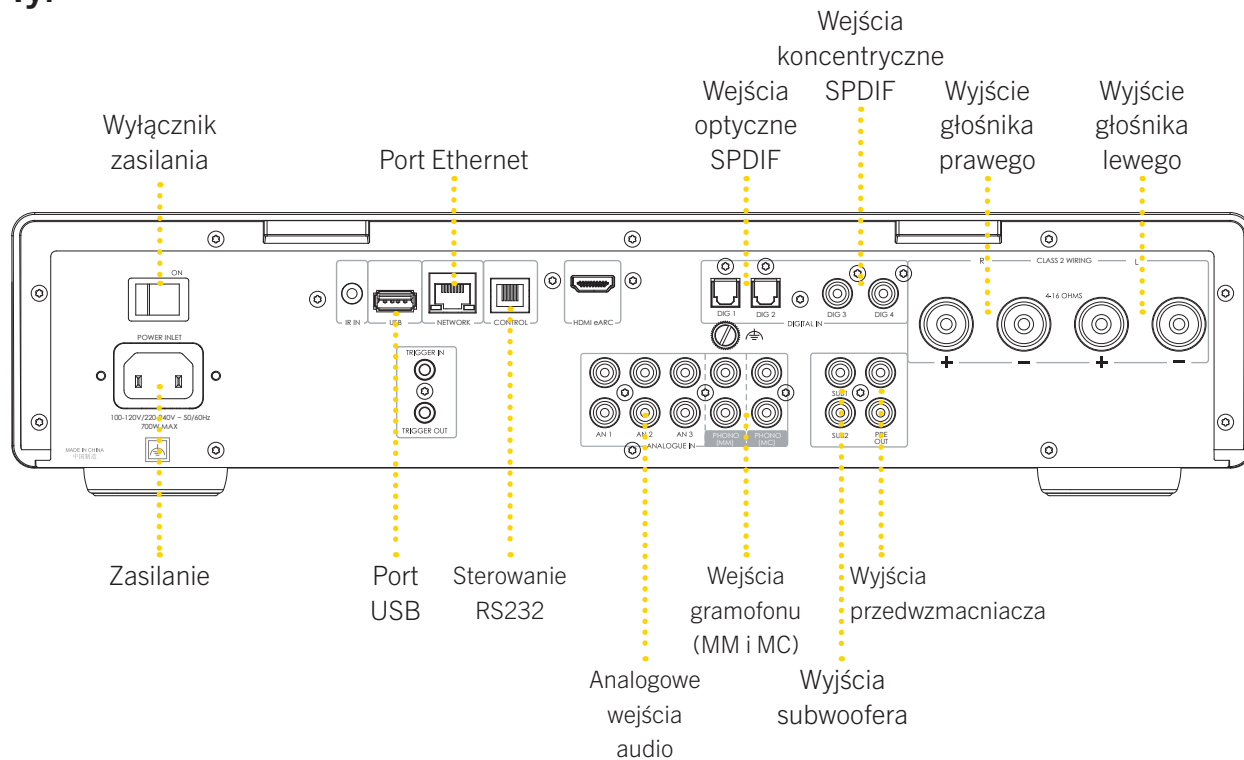 Wejścia
koncentryczne
SPDIF
Wejścia
optyczne
SPDIF
Wyjście
głośnika
prawego
Wyjście
głośnika
lewego
Wyłącznik
zasilania
Port Ethernet
ON
POWER INLET
100-120V/220-240V ~ 50/60Hz
700W MAX
MADE IN CHINA
中国制造
IR IN
USB
NETWORK
CONTROL
HDMI eARC
TRIGGER IN
TRIGGER OUT
DIG 1
DIG 2
DIG 3
DIG 4
DIGITAL IN
R
CLASS 2 WIRING
L
4-16 OHMS
+
−
+
−
AN 1
AN 2
AN 3
PHONO
(MM)
PHONO
(MC)
ANALOGUE IN
SUB1
SUB2
PRE
OUT
Zasilanie
Port
USB
Sterowanie
RS232
Wejścia
gramofonu
(MM i MC)
Wyjścia
przedwzmacniacza
Analogowe
wejścia
audio
Wyjścia
subwoofera